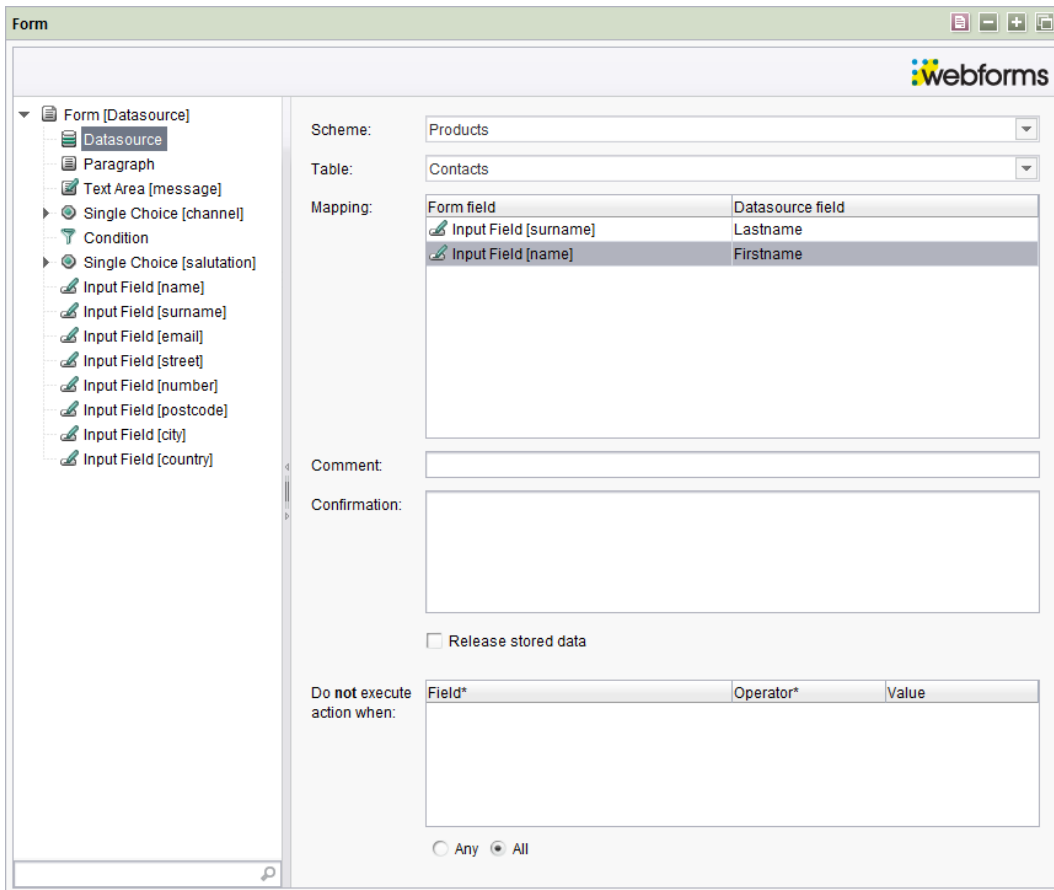 Form
webforms
Form [Datasource]
Datasource
Paragraph
Text Area [message]
Single Choice [channel]
Condition
Single Choice [salutation]
Input Field [name]
Input Field [surname]
Input Field [email]
Input Field [street]
Input Field [number]
Input Field [postcode]
Input Field [city]
Input Field [country]
Scheme: Products
Table: Contacts
Mapping: Form field Datasource field
Input Field [surname] Lastname
Input Field [name] Firstname
Comment:
Confirmation:
Release stored data
Do not execute Field* Operator* Value
action when:
Any All